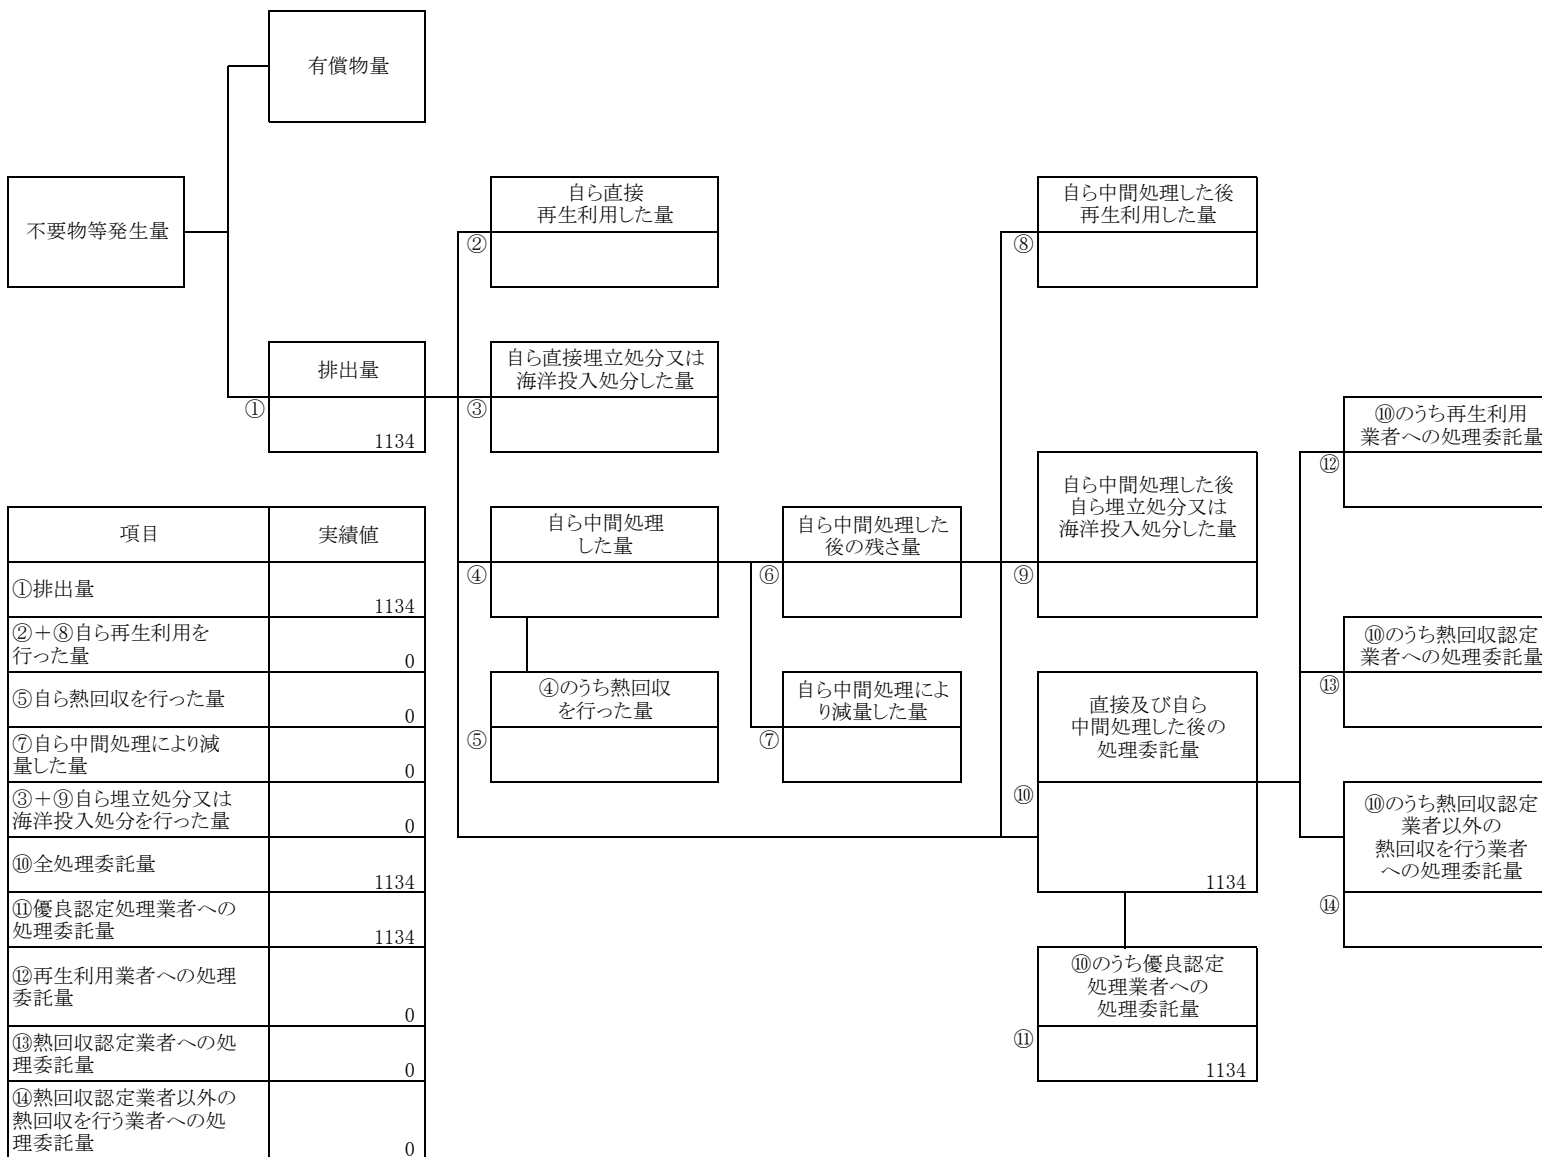 有償物量
不要物等発生量
自ら直接
再生利用した量
②
自ら中間処理した後
再生利用した量
⑧
排出量
①
1134
自ら直接埋立処分又は
海洋投入処分した量
③
⑩のうち再生利用
業者への処理委託量
⑫
自ら中間処理
した量
④
自ら中間処理した
後の残さ量
⑥
自ら中間処理した後
自ら埋立処分又は
海洋投入処分した量
⑨
④のうち熱回収
を行った量
⑤
自ら中間処理によ
り減量した量
⑦
直接及び自ら
中間処理した後の
処理委託量
⑩
1134
⑩のうち熱回収認定
業者への処理委託量
⑬
⑩のうち熱回収認定
業者以外の
熱回収を行う業者
への処理委託量
⑭
⑩のうち優良認定
処理業者への
処理委託量
⑪
1134
項目
実績値
①排出量
1134
②+⑧自ら再生利用を
行った量
0
⑤自ら熱回収を行った量
0
⑦自ら中間処理により減
量した量
0
③+⑨自ら埋立処分又は
海洋投入処分を行った量
0
⑩全処理委託量
1134
⑪優良認定処理業者への
処理委託量
1134
⑫再生利用業者への処理
委託量
0
⑬熱回収認定業者への処
理委託量
0
⑭熱回収認定業者以外の
熱回収を行う業者への処
理委託量
0